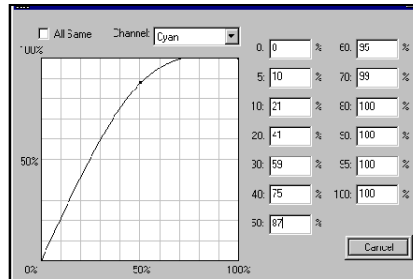 All Same Channel: Cyan
100%
50%
0% 50% 100%
0: 0 % 60: 95 %
5: 10 % 70: 99 %
10: 21 % 80: 100 %
20: 41 % 90: 100 %
30: 59 % 95: 100 %
40: 75 % 100: 100 %
50: 87 %
Cancel